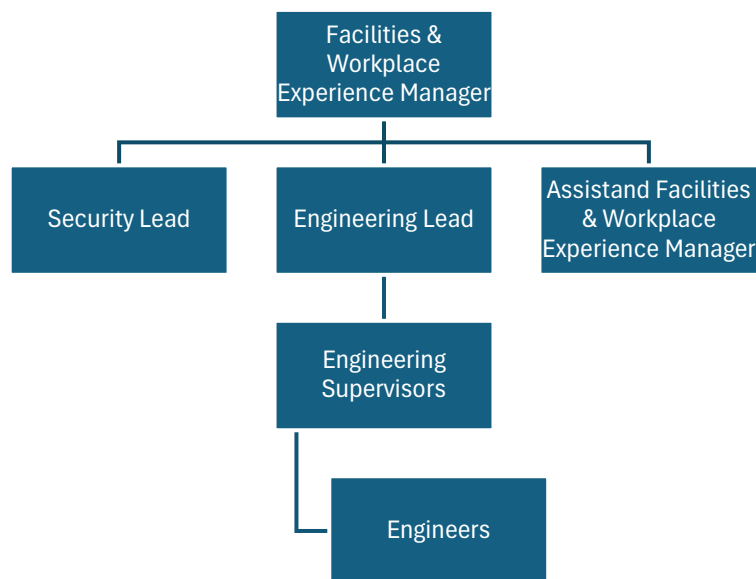 Facilities &
Workplace
Experience Manager
Security Lead
Engineering Lead
Assistand Facilities
& Workplace
Experience Manager
Engineering
Supervisors
Engineers